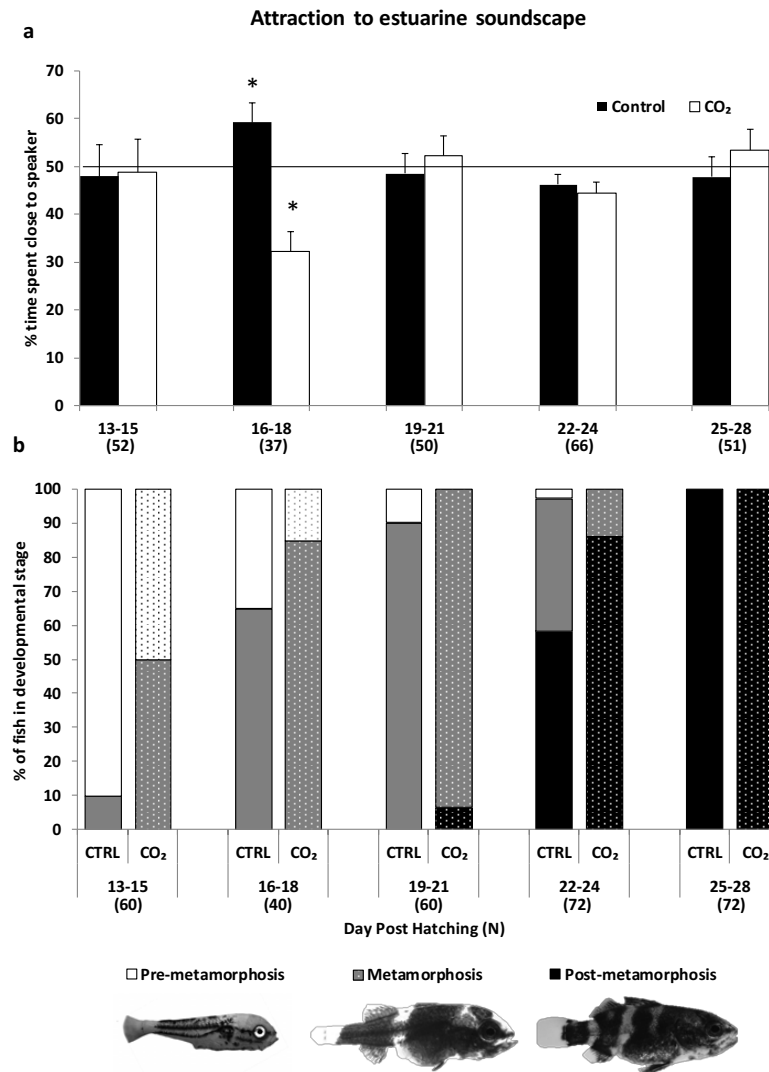 Attraction to estuarine soundscape
a
70
60
50
40
30
20
10
0
% time spent close to speaker
* *
Control CO₂
13-15 16-18 19-21 22-24 25-28
(52) (37) (50) (66) (51)
b
100
90
80
70
60
50
40
30
20
10
0
% of fish in developmental stage
CTRL CO₂ CTRL CO₂ CTRL CO₂ CTRL CO₂ CTRL CO₂
13-15 16-18 19-21 22-24 25-28
(60) (40) (60) (72) (72)
Day Post Hatching (N)
Pre-metamorphosis Metamorphosis Post-metamorphosis